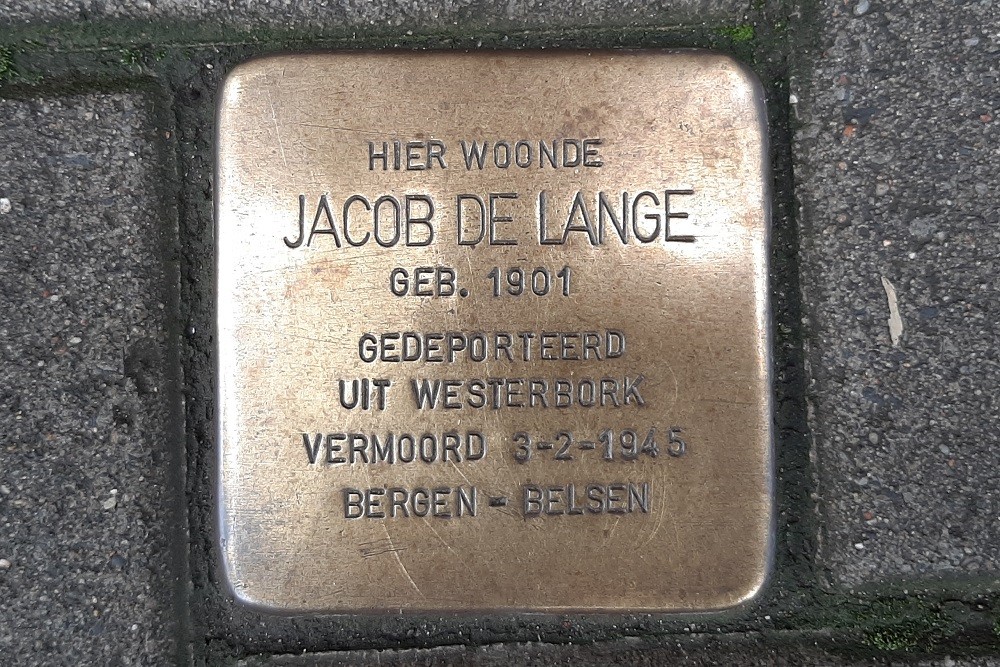 HIER WOONDE
JACOB DE LANGE
GEB. 1901
GEDEPORTEERD
UIT WESTERBORK
VERMOORD 3-2-1945
BERGEN - BELSEN